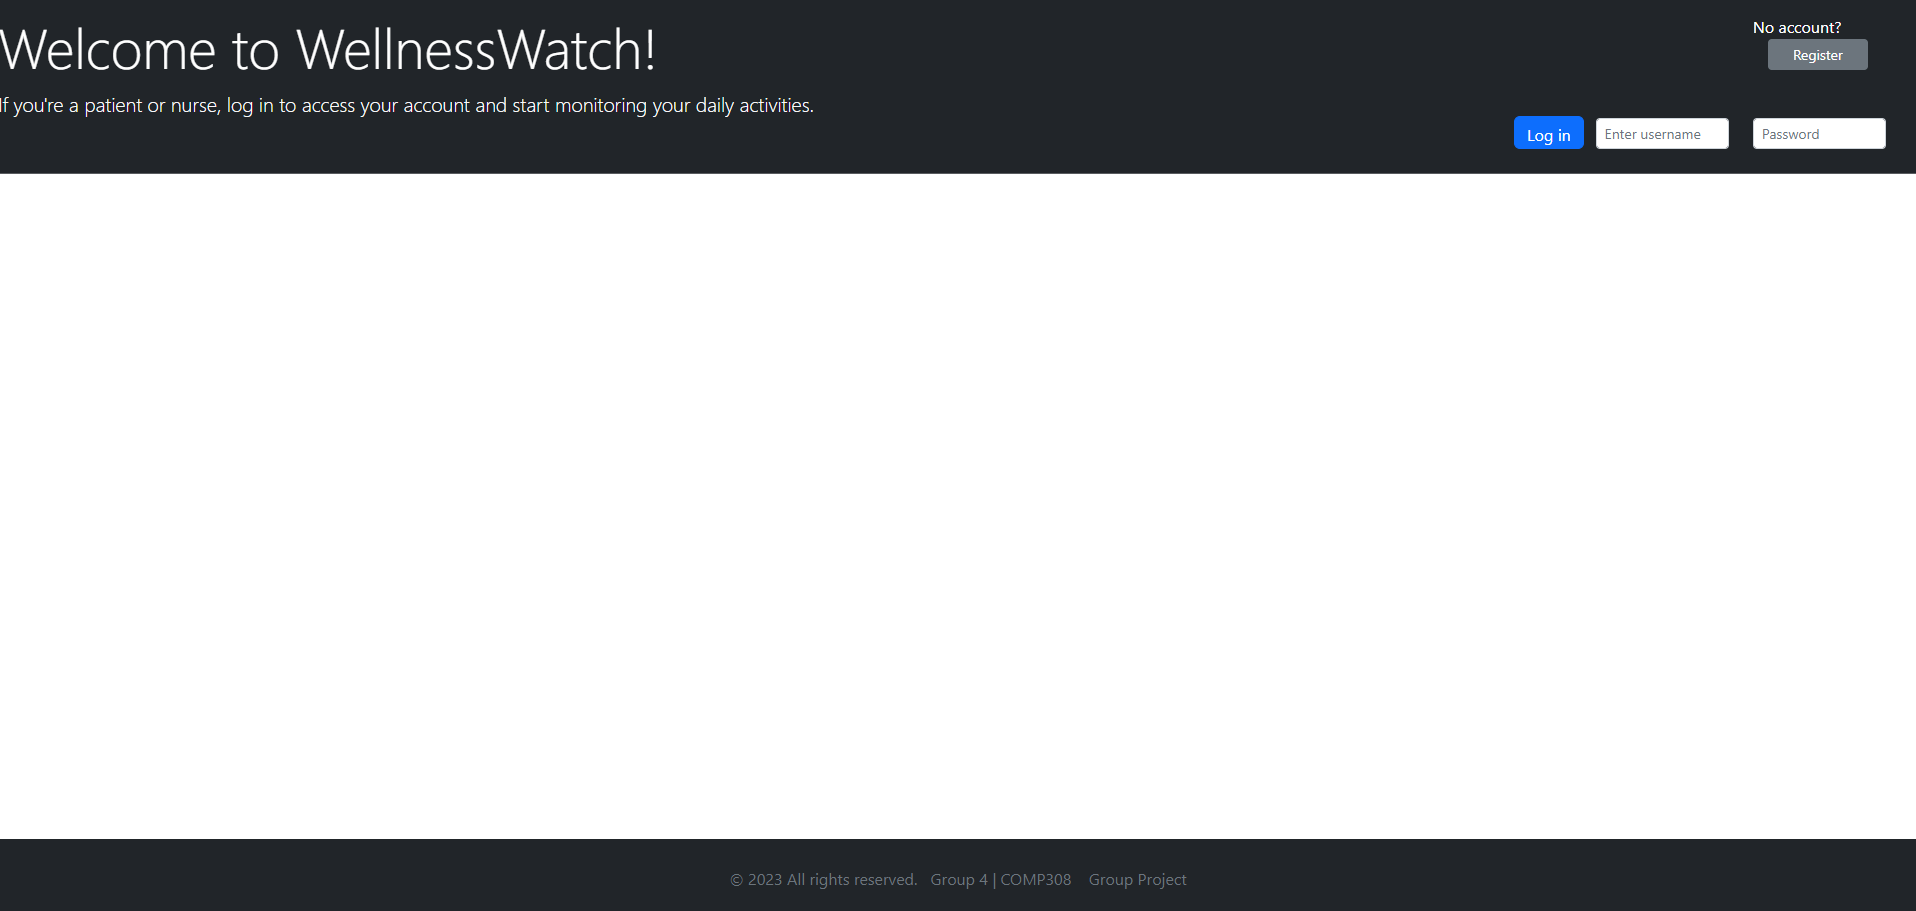 Welcome to WellnessWatch!
If you're a patient or nurse, log in to access your account and start monitoring your daily activities.
No account?
Register
Log in
Enter username
Password
© 2023 All rights reserved. Group 4 | COMP308 Group Project